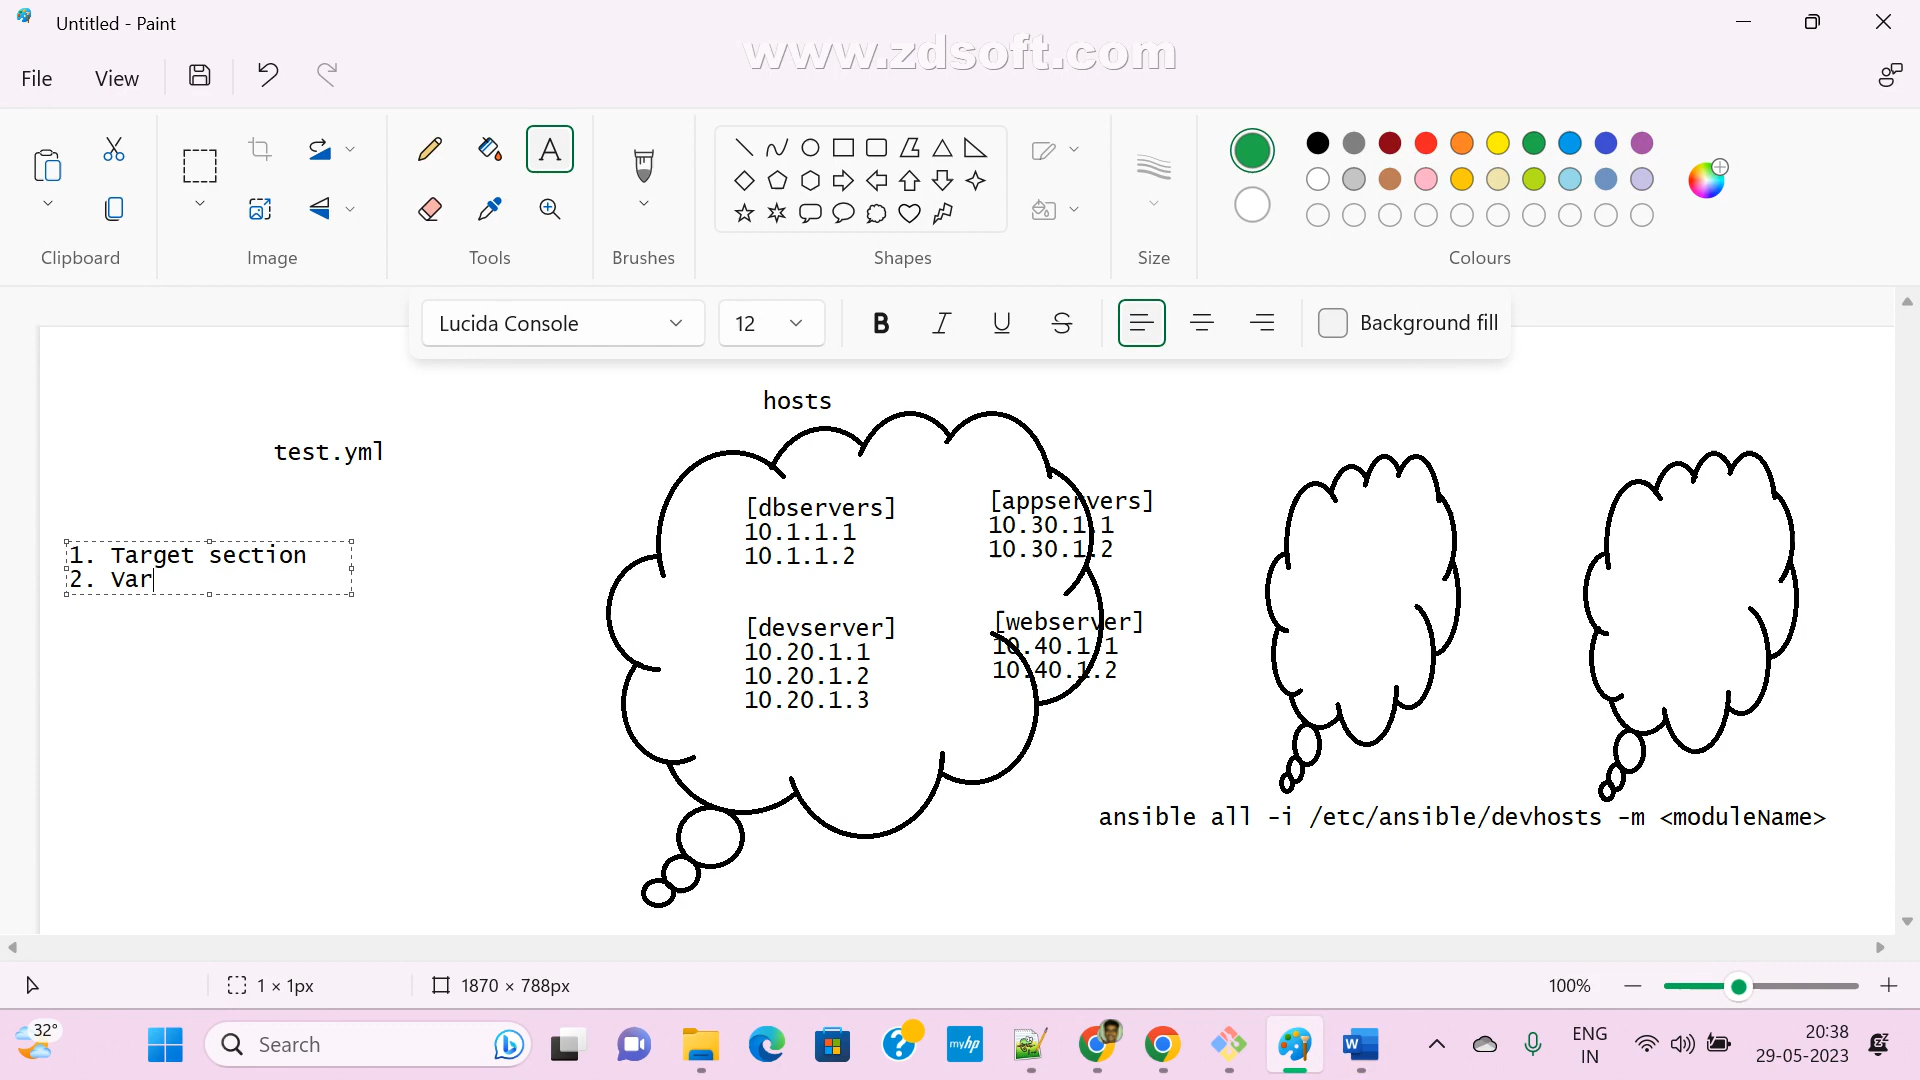 Untitled - Paint
www.zdsoft.com
File
View
Clipboard
Image
Tools
Brushes
Shapes
Size
Colours
Lucida Console
12
B
I
U
S
Background fill
hosts
test.yml
[dbservers]
10.1.1.1
10.1.1.2
[appservers]
10.30.1.1
10.30.1.2
1. Target section
2. Var
[devserver]
10.20.1.1
10.20.1.2
10.20.1.3
[webserver]
10.40.1.1
10.40.1.2
ansible all -i /etc/ansible/devhosts -m <moduleName>
1 × 1px
1870 × 788px
100%
32°
Search
myhp
W
ENG
IN
20:38
29-05-2023